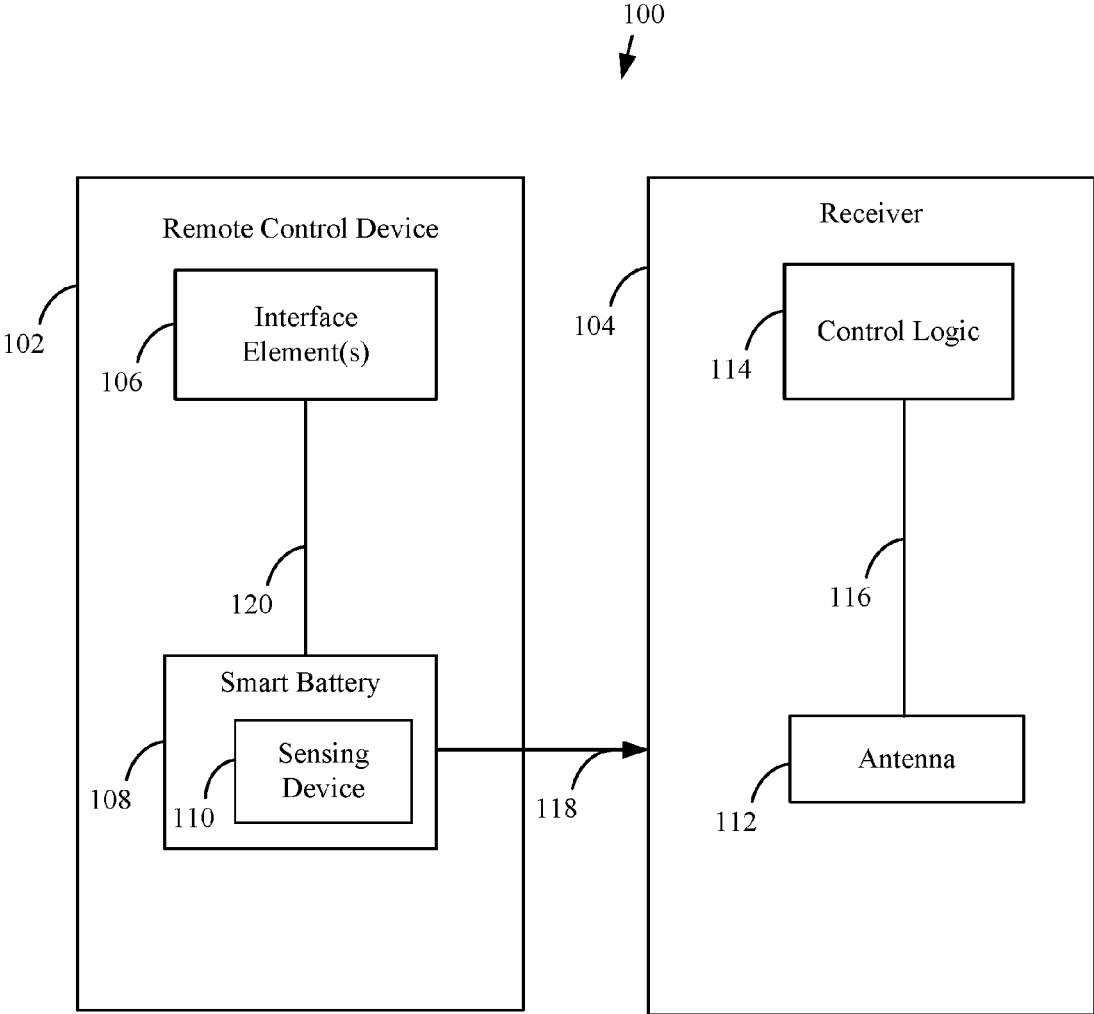 100
Remote Control Device
102
Interface
Element(s)
106
120
Smart Battery
Sensing
Device
108
110
118
Receiver
104
Control Logic
114
116
Antenna
112